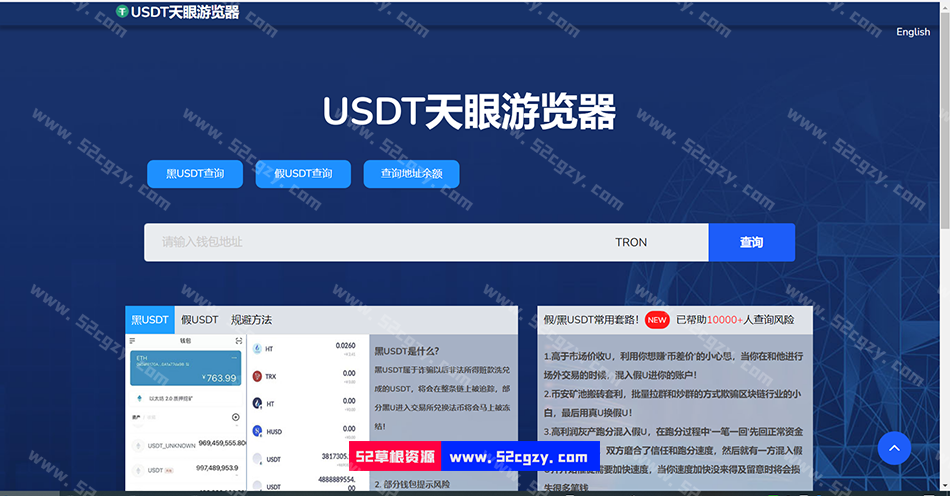 USDT天眼游览器
English
USDT天眼游览器
黑USDT查询
假USDT查询
查询地址余额
请输入钱包地址
TRON
查询
黑USDT
假USDT
规避方法
钱包
ETH
￥763.99
以太坊 2.0 质押挖矿
资产
USDT_UNKNOWN
969,459,555.80
USDT
997,489,953.9
HT
0.0260
TRX
0.00
HT
0.00
HUSD
0.00
USDT
3817305.
USDT
4888889554.
黑USDT是什么？
黑USDT属于诈骗以后非法所得脏款洗兑
成的USDT，将会在整条链上被追踪，部
分黑U进入交易所兑换法币将会马上被冻
结！
2. 部分钱包提示风险
假/黑USDT常用套路！
NEW
已帮助10000+人查询风险
1.高于市场价收U，利用你想赚'币差价'的小心思，当你在和他进行
场外交易的时候，混入假U进你的账户！
2.币安矿池搬砖套利，批量拉群和炒群的方式欺骗区块链行业的小
白，最后用真U换假U！
3.高利润灰产跑分混入假U，在跑分过程中'一笔一回'先回正常资金
双方磨合了信任和跑分速度，然后就有一方混入假
需要加快速度，当你速度加快没来得及留意时将会损
失很多笔钱
52草根资源
www.52cgzy.com
www.52cgzy.com